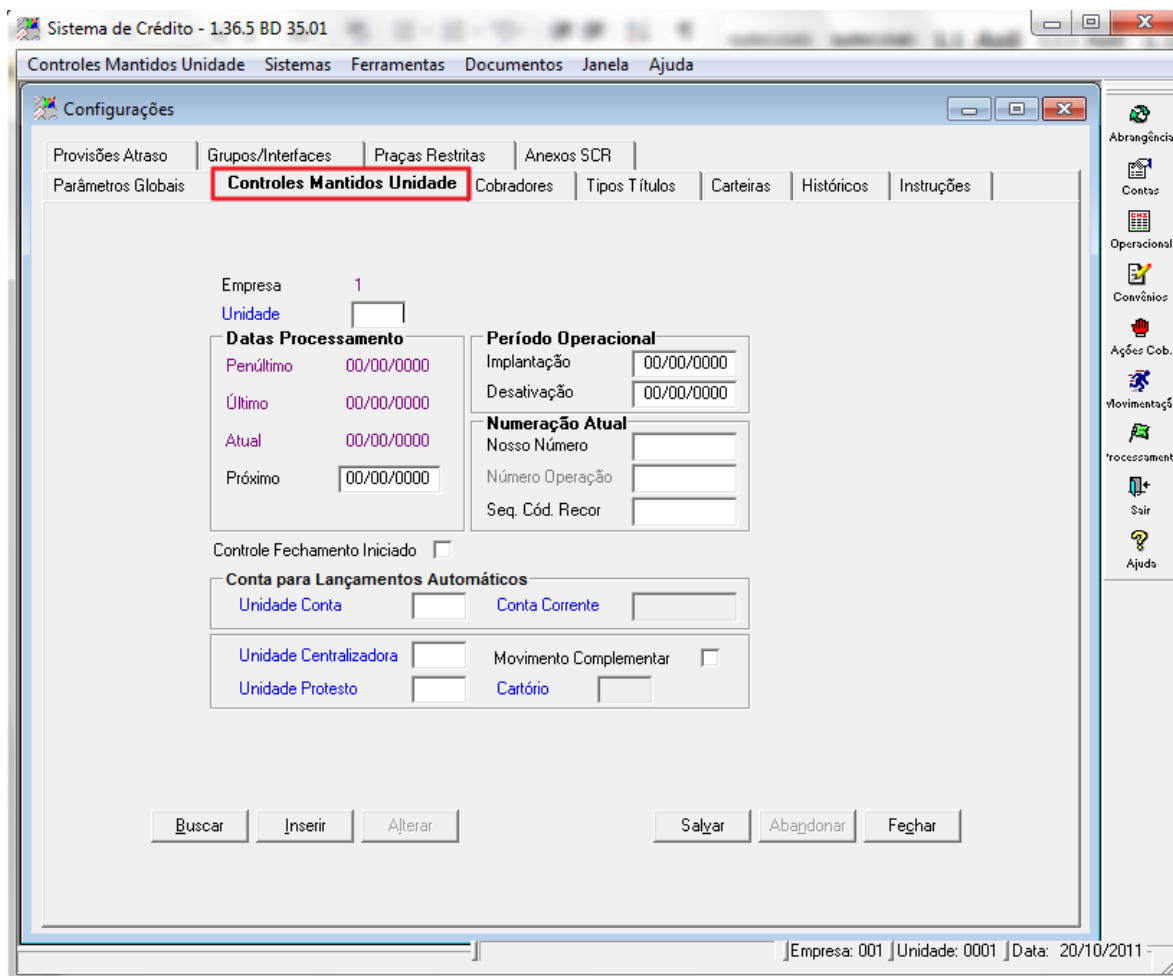 Sistema de Crédito - 1.36.5 BD 35.01
Controles Mantidos Unidade Sistemas Ferramentas Documentos Janela Ajuda
Configurações
Provisões Atraso Grupos/Interfaces Praças Restritas Anexos SCR
Parâmetros Globais Controles Mantidos Unidade Cobradores Tipos Títulos Carteiras Históricos Instruções
Empresa 1
Unidade
Datas Processamento
Penúltimo 00/00/0000
Último 00/00/0000
Atual 00/00/0000
Próximo 00/00/0000
Período Operacional
Implantação 00/00/0000
Desativação 00/00/0000
Numeração Atual
Nosso Número
Número Operação
Seq. Cód. Recor
Controle Fechamento Iniciado
Conta para Lançamentos Automáticos
Unidade Conta Conta Corrente
Unidade Centralizadora Movimento Complementar
Unidade Protesto Cartório
Buscar Inserir Alterar Salvar Abandonar Fechar
Abrangência
Contas
Operacional
Convênios
Ações Cob.
Movimentaçã
rocessament
Sair
Ajuda
Empresa: 001 Unidade: 0001 Data: 20/10/2011